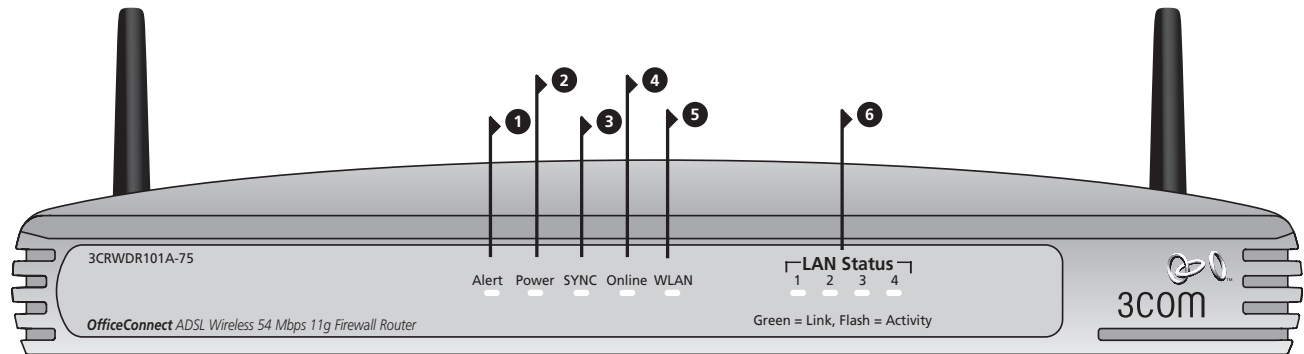 1
2
3
4
5
6
3CRWDR101A-75
Alert Power SYNC Online WLAN
LAN Status
1 2 3 4
Green = Link, Flash = Activity
OfficeConnect ADSL Wireless 54 Mbps 11g Firewall Router
3COM
TM